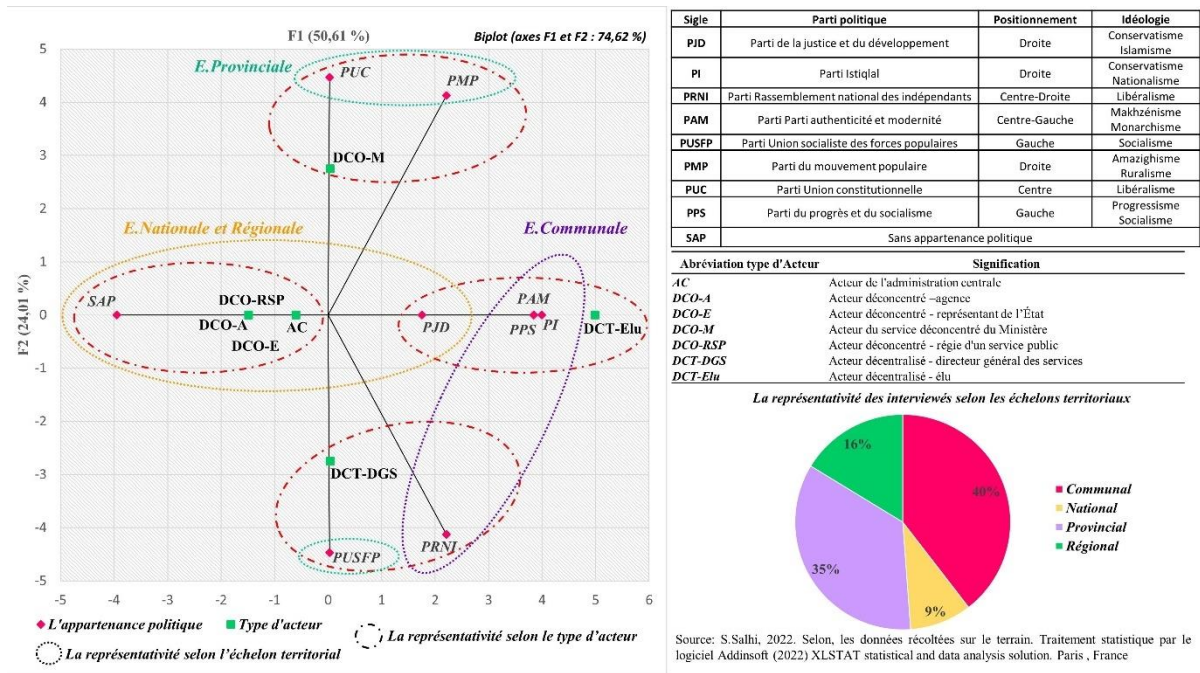 F1 (50,61 %)
Biplot (axes F1 et F2 : 74,62 %)
F2 (24,01 %)
5
4
3
2
1
0
-1
-2
-3
-4
-5
-5 -4 -3 -2 -1 0 1 2 3 4 5 6
E.Provinciale
PUC
PMP
DCO-M
E.Nationale et Régionale
E.Communale
SAP
DCO-RSP
DCO-A
AC
DCO-E
PJD
PAM
PPS
PI
DCT-Elu
DCT-DGS
PUSFP
PRNI
L'appartenance politique
Type d'acteur
La représentativité selon le type d'acteur
La représentativité selon l'échelon territorial
Sigle Parti politique Positionnement Idéologie
PJD Parti de la justice et du développement Droite Conservatisme
Islamisme
PI Parti Istiqlal Droite Conservatisme
Nationalisme
PRNI Parti Rassemblement national des indépendants Centre-Droite Libéralisme
PAM Parti Parti authenticité et modernité Centre-Gauche Makhzénisme
Monarchisme
PUSFP Parti Union socialiste des forces populaires Gauche Socialisme
PMP Parti du mouvement populaire Droite Amazighisme
Ruralisme
PUC Parti Union constitutionnelle Centre Libéralisme
PPS Parti du progrès et du socialisme Gauche Progressisme
Socialisme
SAP Sans appartenance politique
Abréviation type d'Acteur Signification
AC Acteur de l'administration centrale
DCO-A Acteur déconcentré –agence
DCO-E Acteur déconcentré - représentant de l'État
DCO-M Acteur du service déconcentré du Ministère
DCO-RSP Acteur déconcentré - régie d'un service public
DCT-DGS Acteur décentralisé - directeur général des services
DCT-Elu Acteur décentralisé - élu
La représentativité des interviewés selon les échelons territoriaux
16%
40%
35%
9%
Communal
National
Provincial
Régional
Source: S.Salhi, 2022. Selon, les données récoltées sur le terrain. Traitement statistique par le
logiciel Addinsoft (2022) XLSTAT statistical and data analysis solution. Paris , France